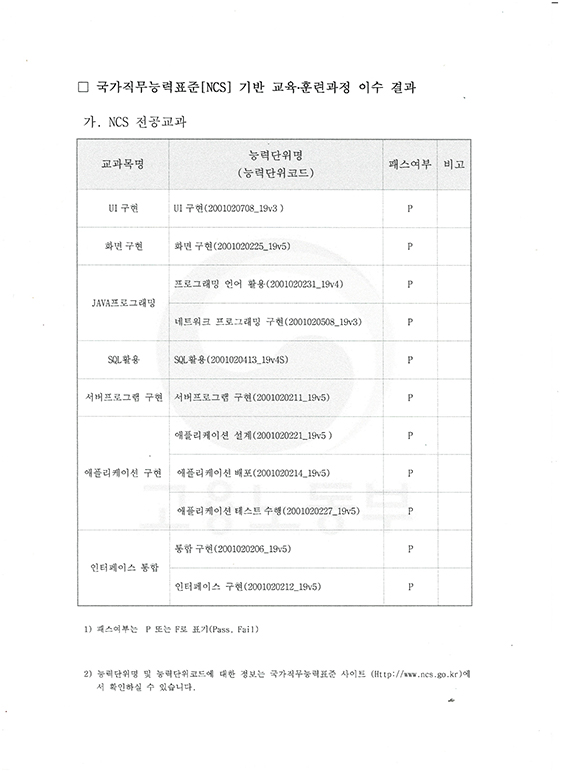 □ 국가직무능력표준[NCS] 기반 교육·훈련과정 이수 결과
가. NCS 전공교과
교과목명 능력단위명 (능력단위코드) 패스여부 비고
UI 구현 UI 구현(2001020708_19v3 ) P
화면 구현 화면 구현(2001020225_19v5) P
JAVA프로그래밍 프로그래밍 언어 활용(2001020231_19v4) P
네트워크 프로그래밍 구현(2001020508_19v3) P
SQL활용 SQL활용(2001020413_19v4S) P
서버프로그램 구현 서버프로그램 구현(2001020211_19v5) P
애플리케이션 구현 애플리케이션 설계(2001020221_19v5 ) P
애플리케이션 배포(2001020214_19v5) P
애플리케이션 테스트 수행(2001020227_19v5) P
인터페이스 통합 통합 구현(2001020206_19v5) P
인터페이스 구현(2001020212_19v5) P
고용노동부
1) 패스여부는 P 또는 F로 표기(Pass, Fail)
2) 능력단위명 및 능력단위코드에 대한 정보는 국가직무능력표준 사이트 (Http://www.ncs.go.kr)에
서 확인하실 수 있습니다.